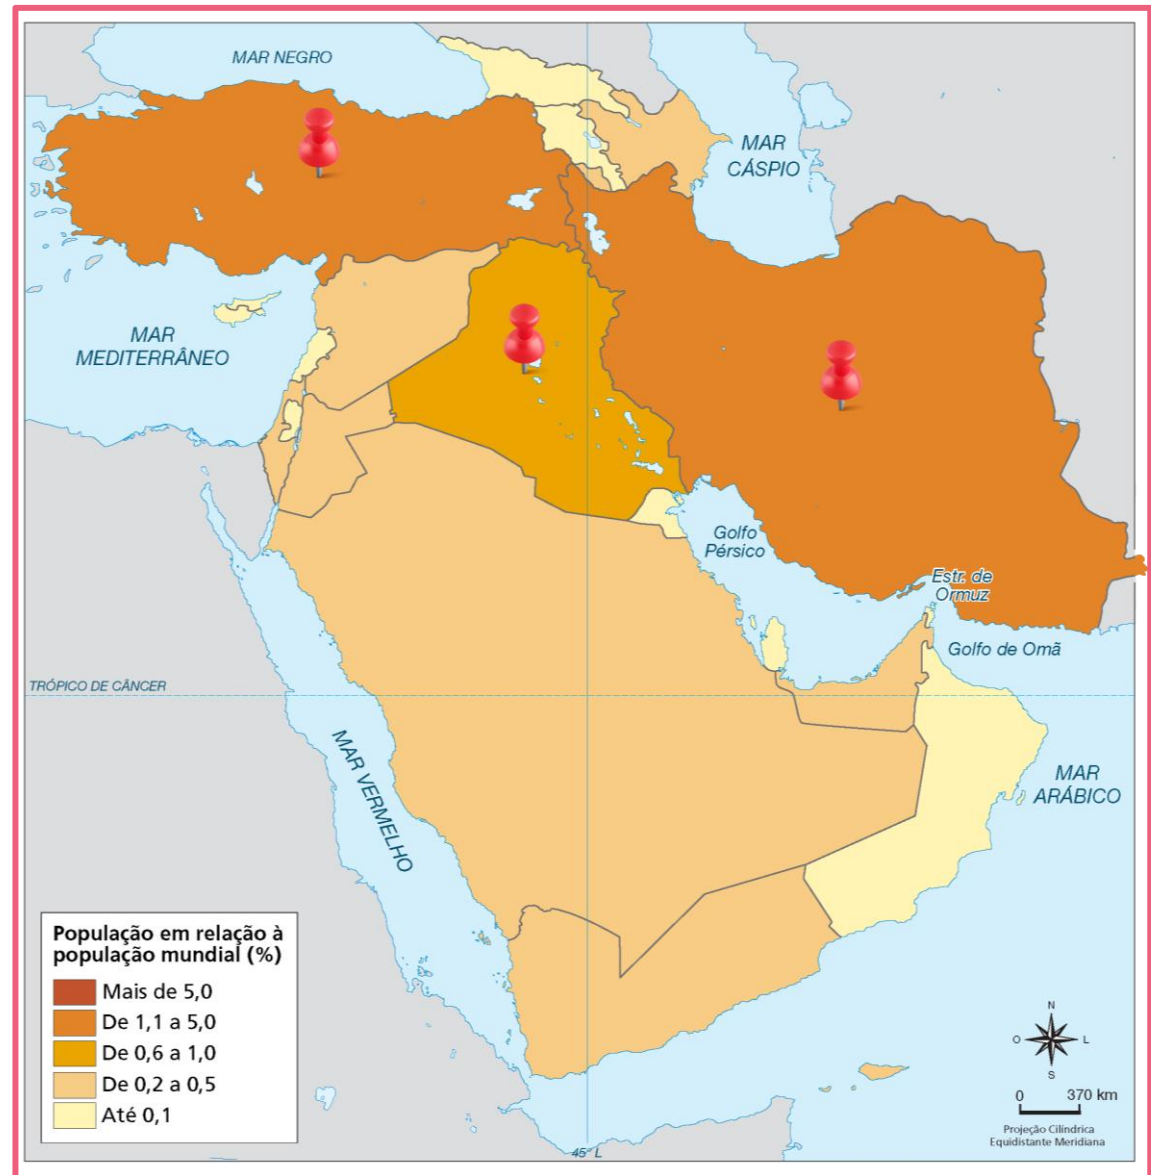 MAR NEGRO
MAR
CÁSPIO
MAR
MEDITERRÂNEO
Golfo
Pérsico
Estr. de
Ormuz
Golfo de Omã
TRÓPICO DE CÂNCER
MAR VERMELHO
MAR
ARÁBICO
População em relação à
população mundial (%)
Mais de 5,0
De 1,1 a 5,0
De 0,6 a 1,0
De 0,2 a 0,5
Até 0,1
N
O
L
S
0 370 km
Projeção Cilíndrica
Equidistante Meridiana
45° L